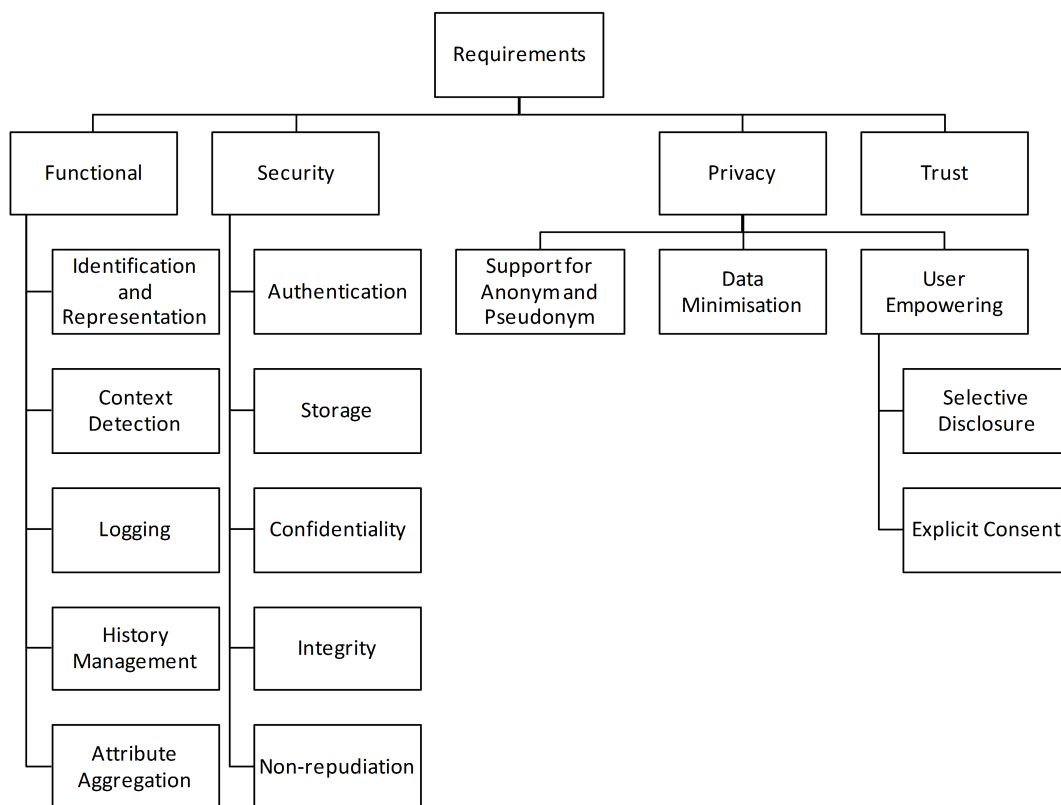 Requirements
Functional
Security
Privacy
Trust
Identification
and
Representation
Authentication
Support for
Anonym and
Pseudonym
Data
Minimisation
User
Empowering
Context
Detection
Storage
Selective
Disclosure
Logging
Confidentiality
Explicit Consent
History
Management
Integrity
Attribute
Aggregation
Non-repudiation